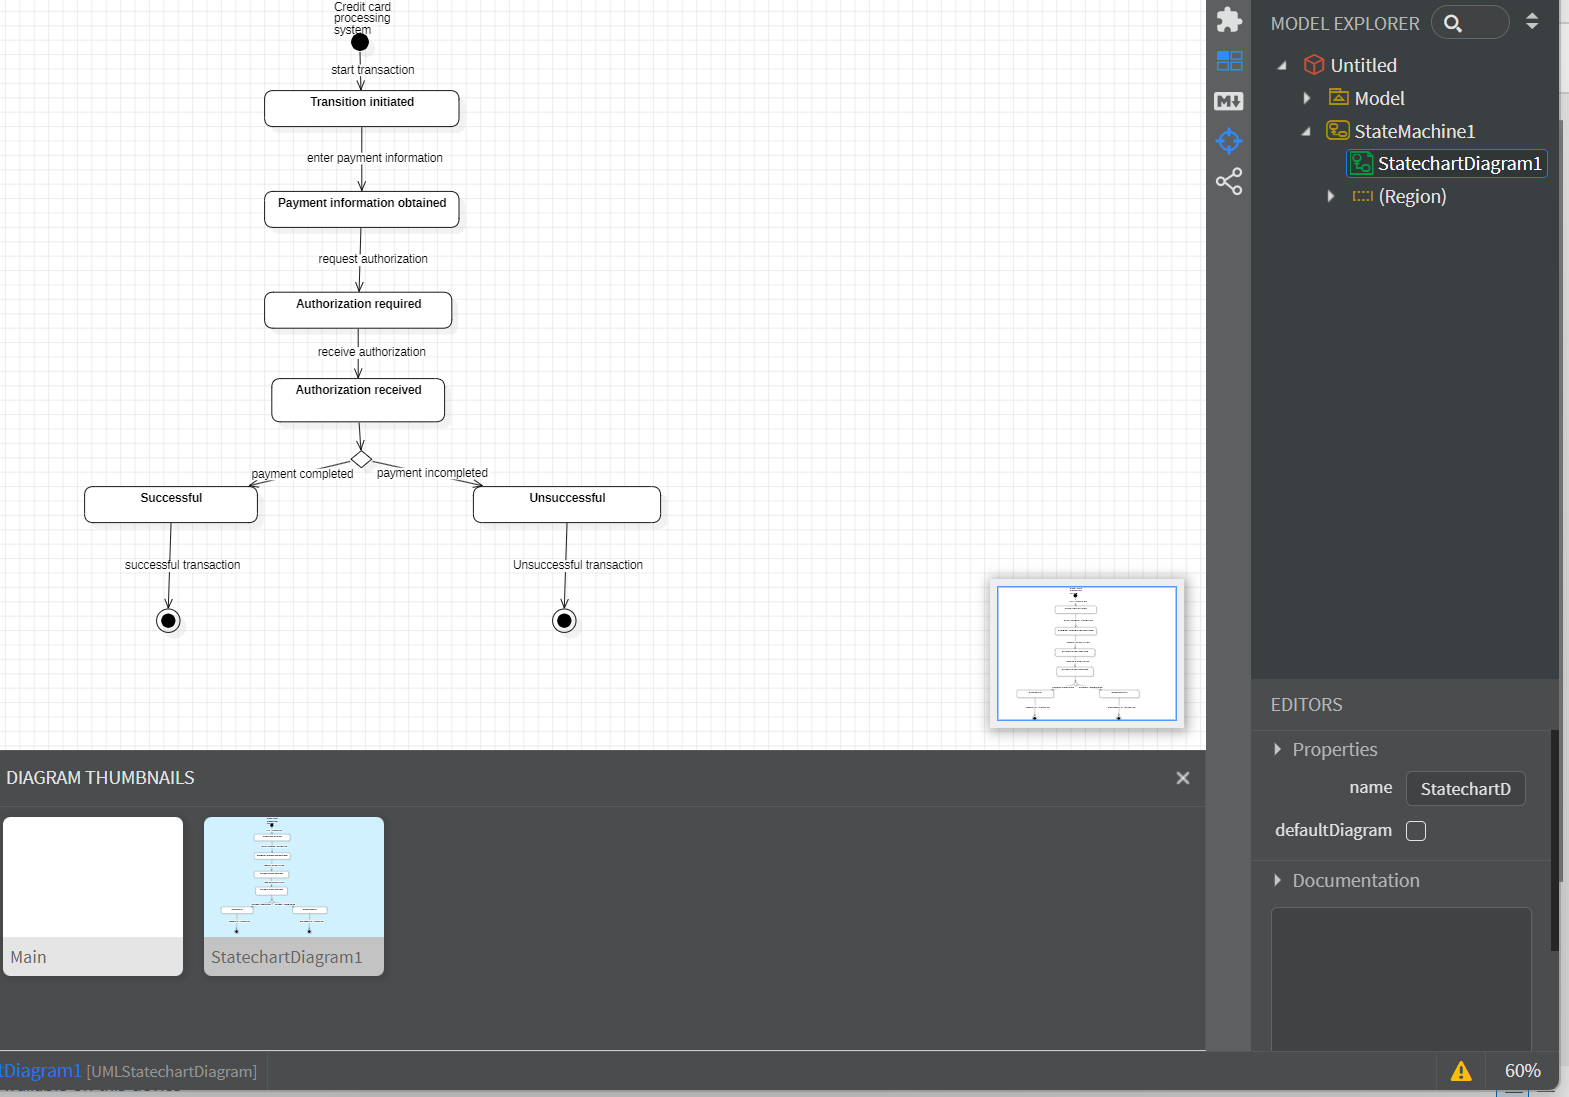 Credit card
processing
system
start transaction
Transition initiated
enter payment information
Payment information obtained
request authorization
Authorization required
receive authorization
Authorization received
payment completed
payment incompleted
Successful
Unsuccessful
successful transaction
Unsuccessful transaction
DIAGRAM THUMBNAILS
Main
StatechartDiagram1
tDiagram1 [UMLStatechartDiagram]
M
MODEL EXPLORER
Untitled
Model
StateMachine1
StatechartDiagram1
(Region)
EDITORS
Properties
name
StatechartD
defaultDiagram
Documentation
60%